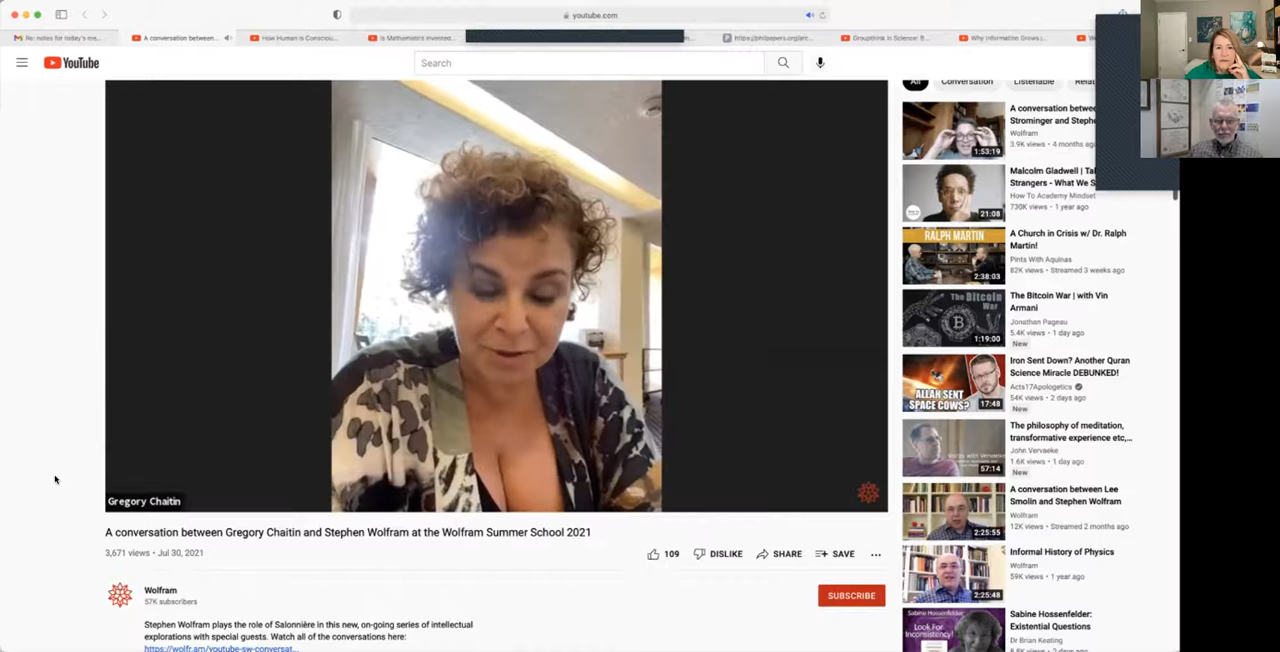 youtube.com
Re: notes for today's me...
A conversation between...
How Human is Consciou...
Is Mathematics Invented...
https://philpapers.org/arc...
Groupthink in Science: B...
Why Information Grows |...
YouTube
Search
All
Conversation
Listenable
Gregory Chaitin
A conversation between Gregory Chaitin and Stephen Wolfram at the Wolfram Summer School 2021
3,671 views • Jul 30, 2021
109
DISLIKE
SHARE
SAVE
Wolfram
57K subscribers
SUBSCRIBE
Stephen Wolfram plays the role of Salonnière in this new, on-going series of intellectual
explorations with special guests. Watch all of the conversations here:
https://wolfr.am/youtube-sw-conversat...
1:53:19
Strominger and
Wolfram
3.9K views • 4 months
Malcolm Gladwell |
Strangers - What We
How To Academy Mindset
730K views • 1 year ago
21:08
RALPH MARTIN
2:38:03
A Church in Crisis w/ Dr. Ralph
Martin!
Pints With Aquinas
82K views • Streamed 3 weeks ago
The Bitcoin War
1:19:00
The Bitcoin War | with Vin
Armani
Jonathan Pageau
5.4K views • 1 day ago
New
ALLAH SENT
SPACE COWS?
17:48
Iron Sent Down? Another Quran
Science Miracle DEBUNKED!
Acts17Apologetics
54K views • 2 days ago
New
57:14
The philosophy of meditation,
transformative experience etc,...
John Vervaeke
1.6K views • 1 day ago
New
2:25:55
A conversation between Lee
Smolin and Stephen Wolfram
Wolfram
12K views • Streamed 2 months ago
2:25:48
Informal History of Physics
Wolfram
59K views • 1 year ago
Look For
Inconsistency!
Sabine Hossenfelder:
Existential Questions
Dr Brian Keating